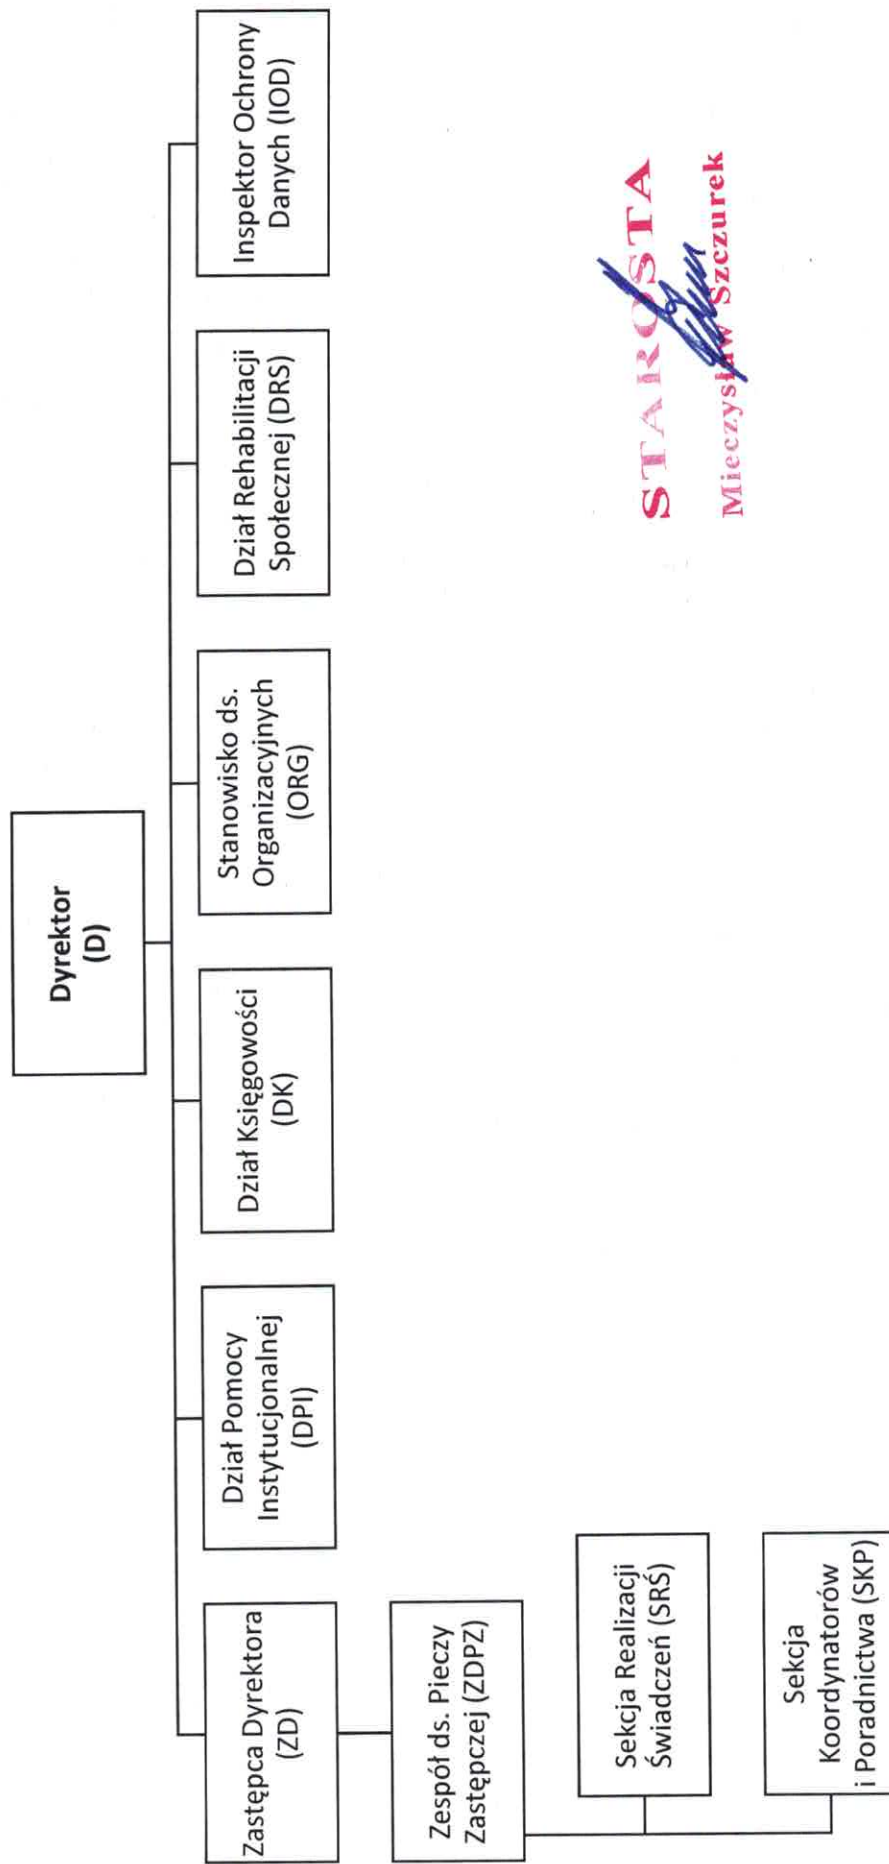 Dyrektor
(D)
Zastępca Dyrektora
(ZD)
Dział Pomocy
Instytucjonalnej
(DPI)
Dział Księgowości
(DK)
Stanowisko ds.
Organizacyjnych
(ORG)
Dział Rehabilitacji
Społecznej (DRS)
Inspektor Ochrony
Danych (IOD)
Zespół ds. Pieczy
Zastępczej (ZDPZ)
Sekcja Realizacji
Świadczeń (SRŚ)
Sekcja
Koordynatorów
i Poradnictwa (SKP)
STAROSTA
Mieczysław Szczurek